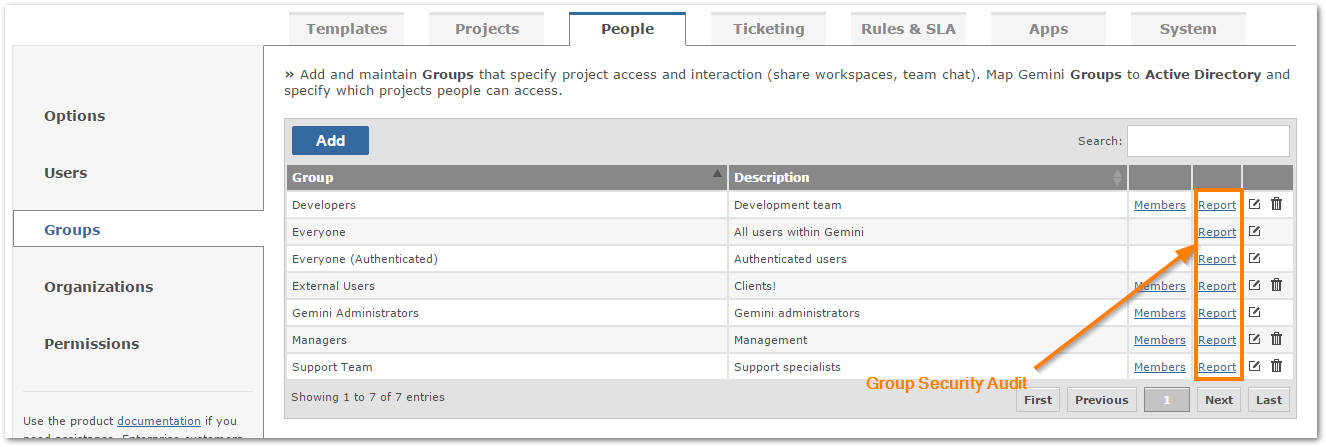 Templates Projects People Ticketing Rules & SLA Apps System
» Add and maintain Groups that specify project access and interaction (share workspaces, team chat). Map Gemini Groups to Active Directory and
specify which projects people can access.
Options
Users
Groups
Organizations
Permissions
Use the product documentation if you
need assistance. Enterprise customers
Add Search:
Group Description
Developers Development team Members Report
Everyone All users within Gemini Report
Everyone (Authenticated) Authenticated users Report
External Users Clients! Members Report
Gemini Administrators Gemini administrators Members Report
Managers Management Members Report
Support Team Support specialists Members Report
Group Security Audit
Showing 1 to 7 of 7 entries First Previous 1 Next Last